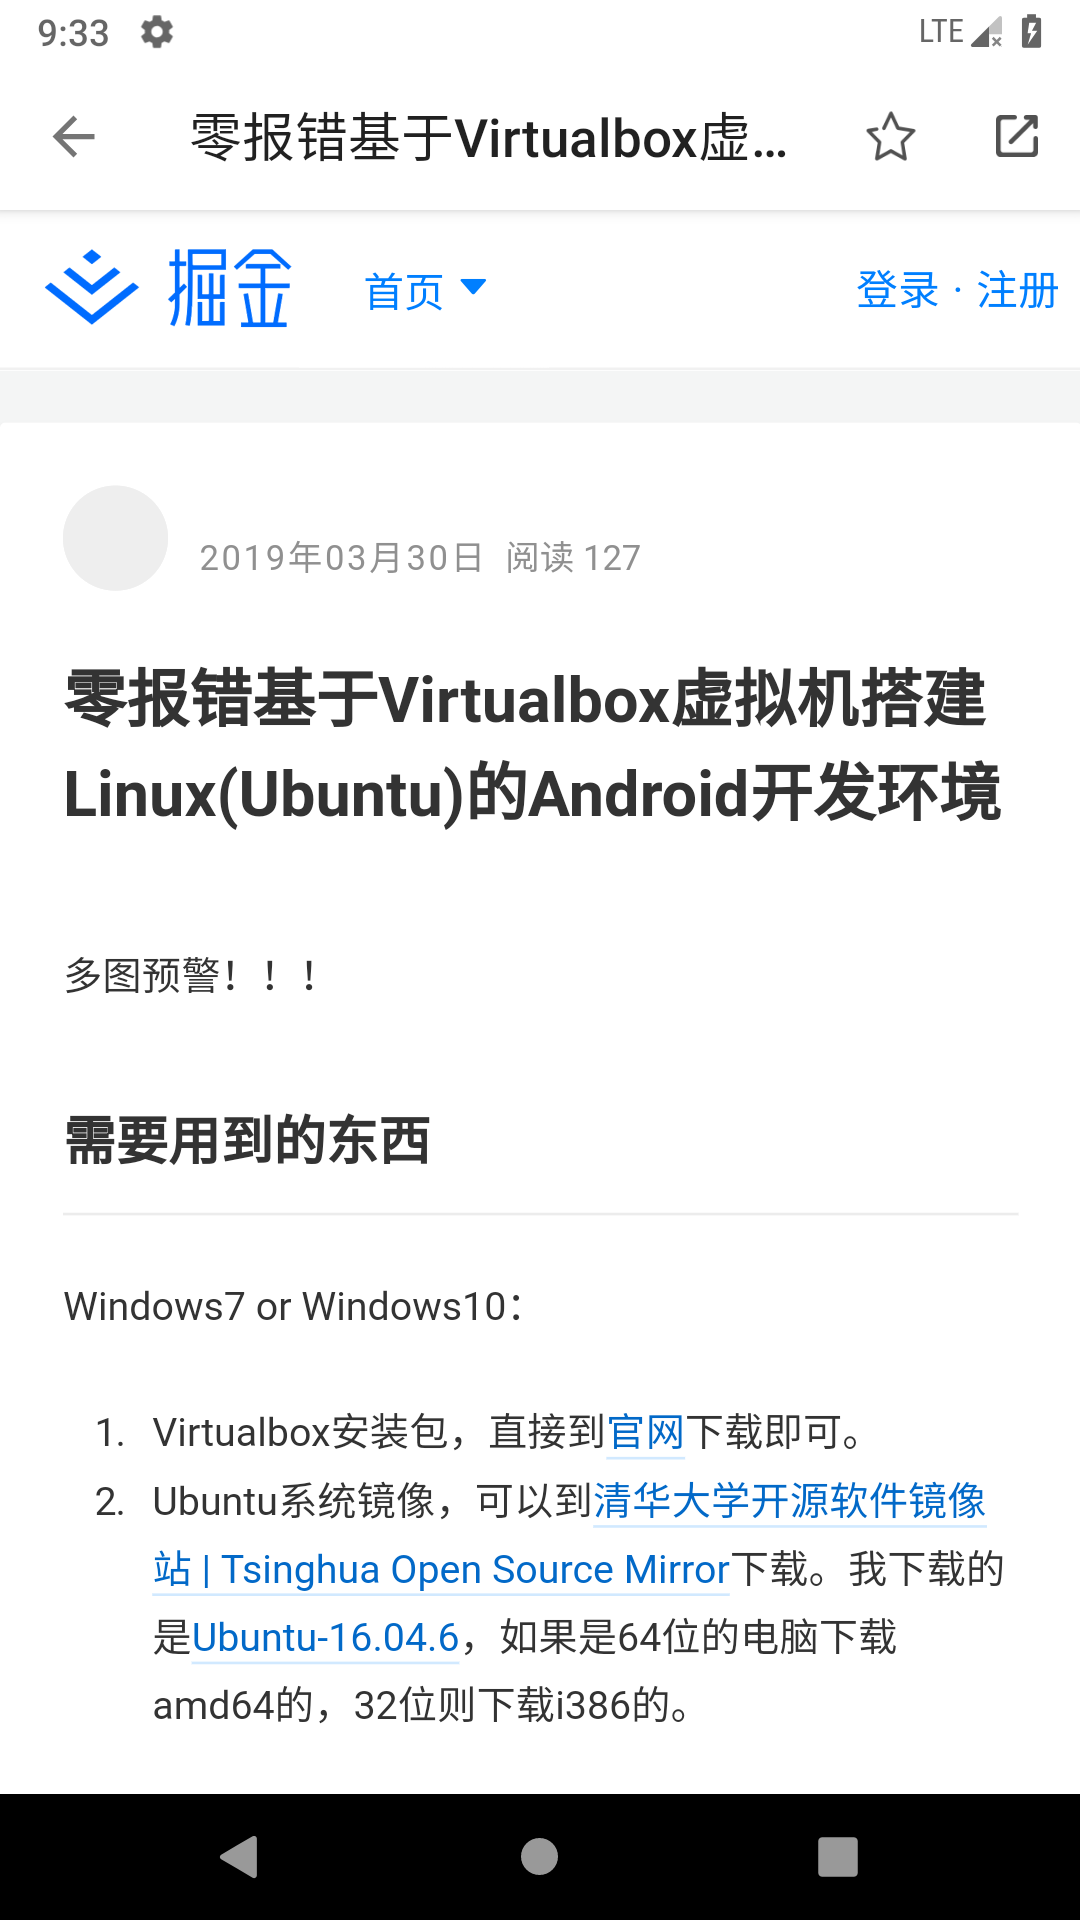 9:33
LTE
零报错基于Virtualbox虚...
掘金
首页
登录 · 注册
2019年03月30日 阅读 127
零报错基于Virtualbox虚拟机搭建
Linux(Ubuntu)的Android开发环境
多图预警！！！
需要用到的东西
Windows7 or Windows10：
1. Virtualbox安装包，直接到官网下载即可。
2. Ubuntu系统镜像，可以到清华大学开源软件镜像
站 | Tsinghua Open Source Mirror下载。我下载的
是Ubuntu-16.04.6，如果是64位的电脑下载
amd64的，32位则下载i386的。